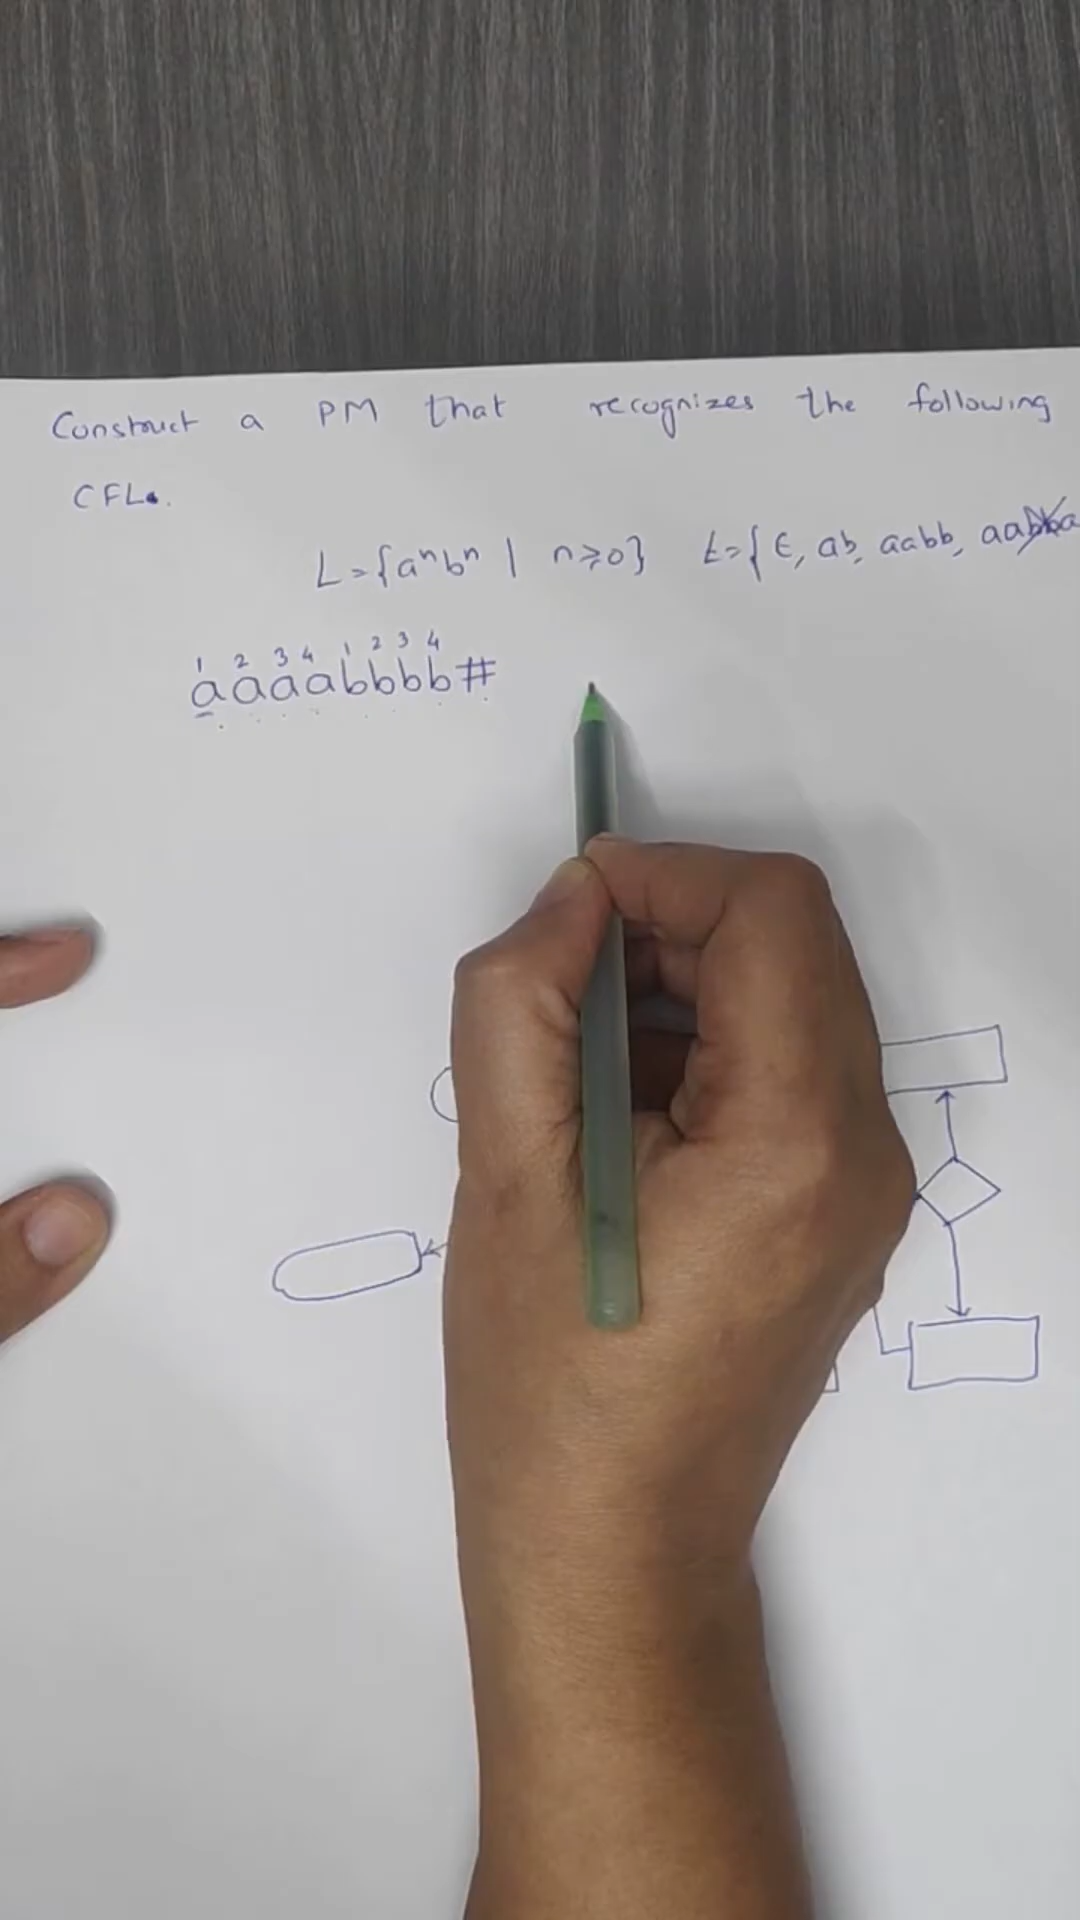 Construct a PM that recognizes the following
CFL.
L={aⁿbⁿ | n≥0} L={ε, ab, aabb,
1 2 3 4 1 2 3 4
aaaabbbb#